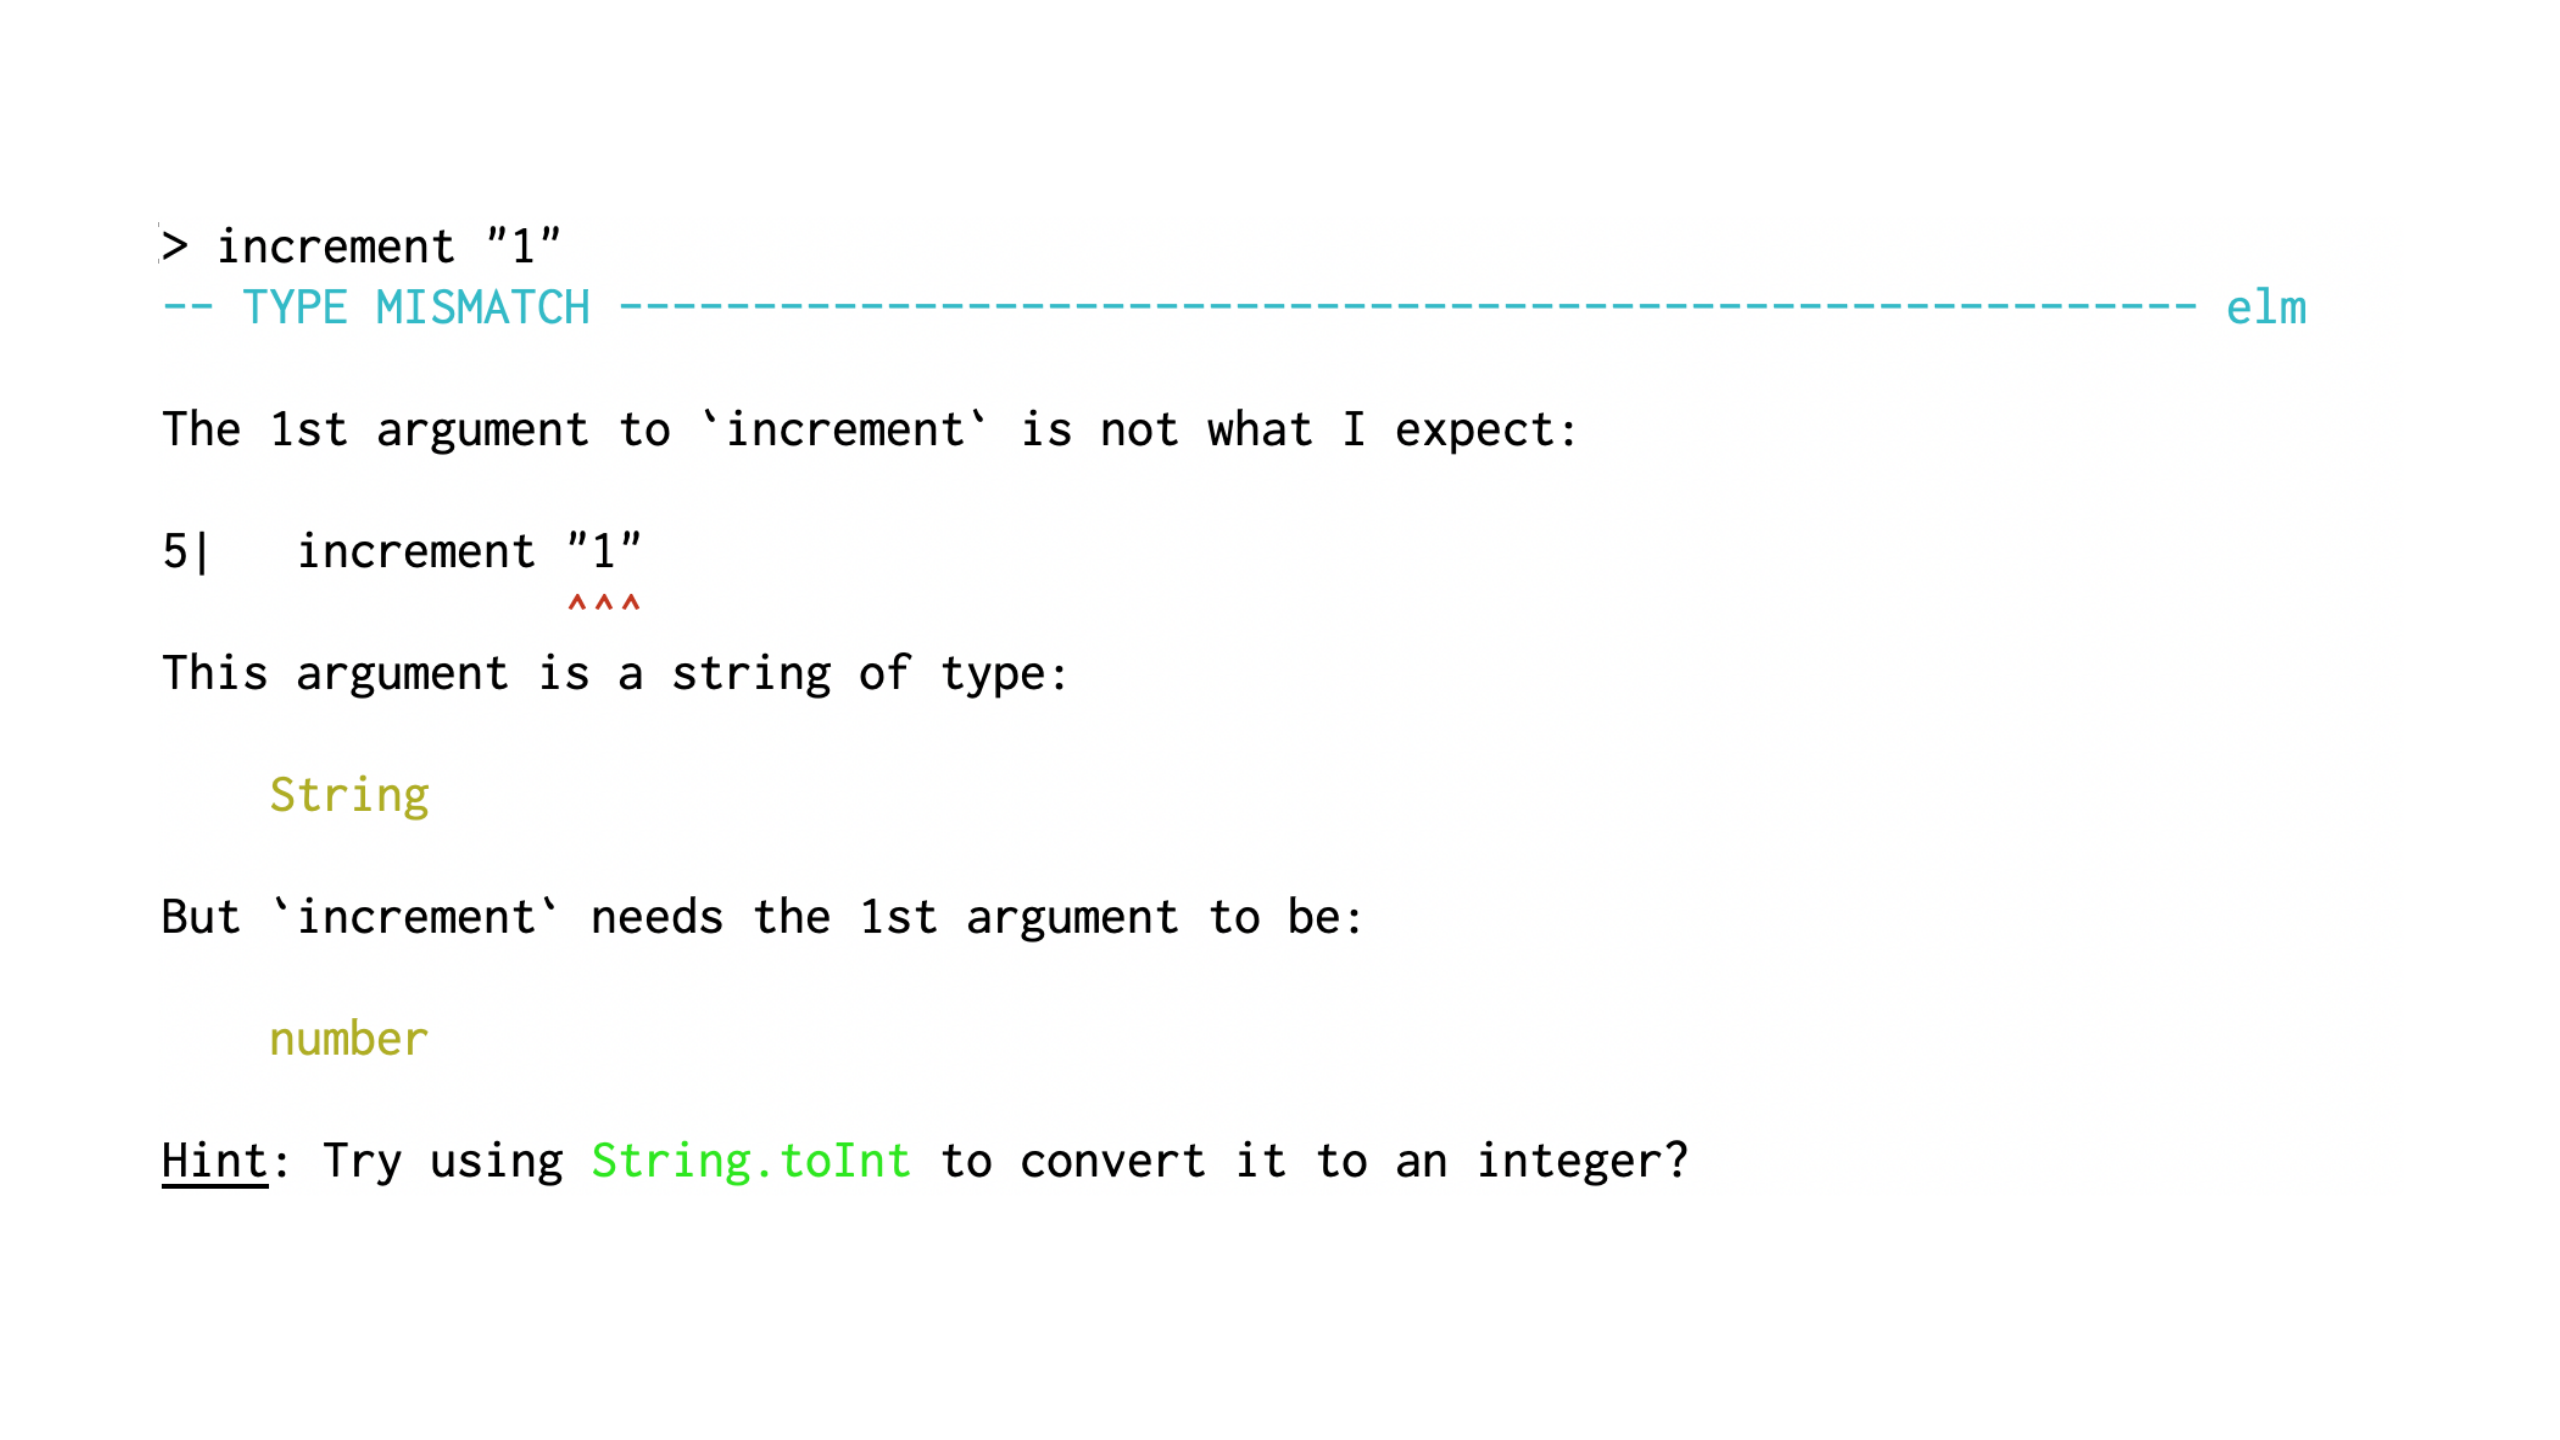 > increment "1"
-- TYPE MISMATCH ----------------------------------------------------------- elm
The 1st argument to `increment` is not what I expect:
5|   increment "1"
               ^^^
This argument is a string of type:
    String
But `increment` needs the 1st argument to be:
    number
Hint: Try using String.toInt to convert it to an integer?